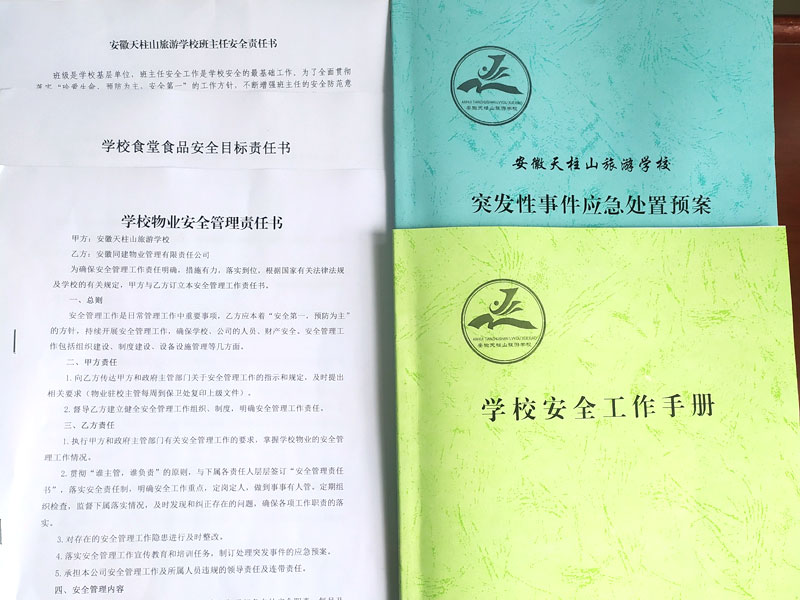 安徽天柱山旅游学校班主任安全责任书
班级是学校基层单位，班主任安全工作是学校安全的最基础工作，为了全面贯彻
落实“珍爱生命，预防为主，安全第一”的工作方针，不断增强班主任的安全防范意
学校食堂食品安全目标责任书
学校物业安全管理责任书
甲方：安徽天柱山旅游学校
乙方：安徽同建物业管理有限责任公司
为确保安全管理工作责任明确，措施有力，落实到位，根据国家有关法律法规
及学校的有关规定，甲方与乙方订立本安全管理工作责任书。
一、总则
安全管理工作是日常管理工作中重要事项，乙方应本着“安全第一，预防为主”
的方针，持续开展安全管理工作，确保学校、公司的人员、财产安全。安全管理工
作包括组织建设、制度建设、设备设施管理等几方面。
二、甲方责任
1.向乙方传达甲方和政府主管部门关于安全管理工作的指示和规定，及时提出
相关要求（物业驻校主管每周到保卫处复印上级文件）。
2.督导乙方建立健全安全管理工作组织、制度，明确安全管理工作责任。
三、乙方责任
1.执行甲方和政府主管部门有关安全管理工作的要求，掌握学校物业的安全管
理工作情况。
2.贯彻“谁主管，谁负责”的原则，与下属各责任人层层签订“安全管理责任
书”，落实安全责任制，明确安全工作重点，定岗定人，做到事事有人管。定期组
织检查，监督下属落实情况，及时发现和纠正存在的问题，确保各项工作职责的落
实。
3.对存在的安全管理工作隐患进行及时整改。
4.落实安全管理工作宣传教育和培训任务，制订处理突发事件的应急预案。
5.承担本公司安全管理工作及所属人员违规的领导责任及连带责任。
四、安全管理内容
安徽天柱山旅游学校
安徽天柱山旅游学校
突发性事件应急处置预案
ANHUI TIANZHUSHAN LVYOU XUEXIAO
安徽天柱山旅游学校
学校安全工作手册